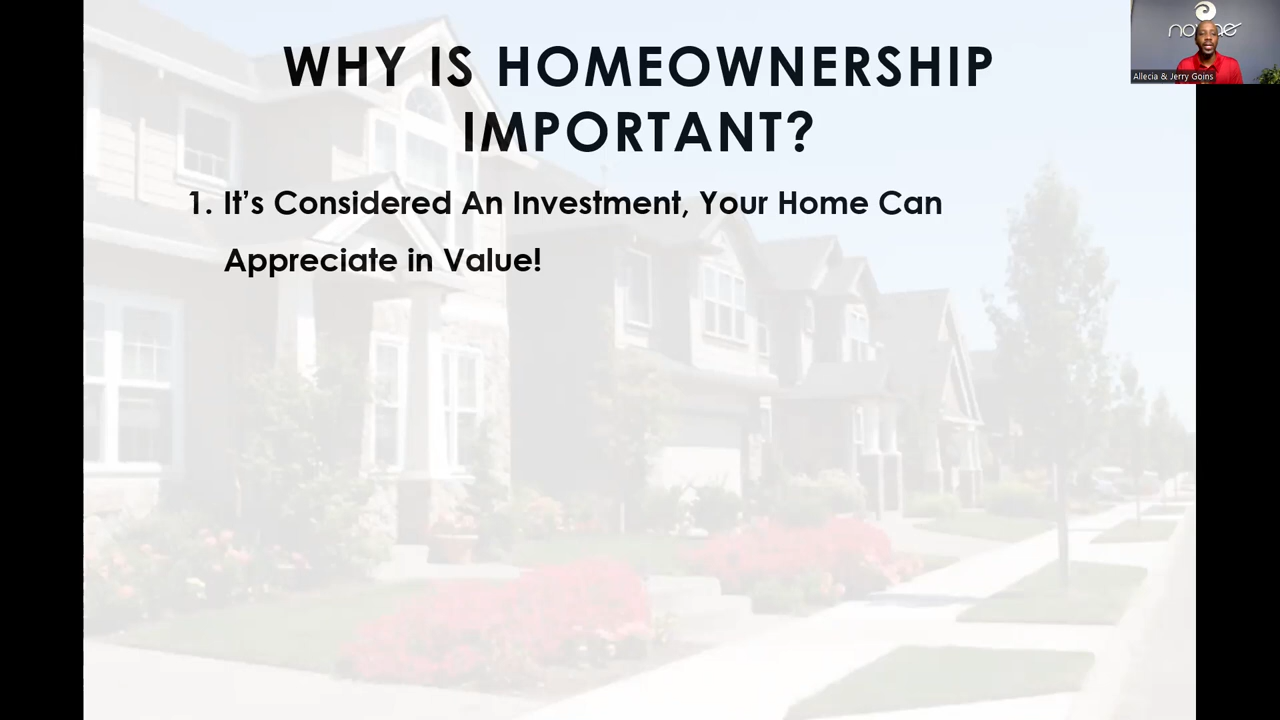 WHY IS HOMEOWNERSHIP
IMPORTANT?
1. It’s Considered An Investment, Your Home Can
Appreciate in Value!
Allecia & Jerry Goins